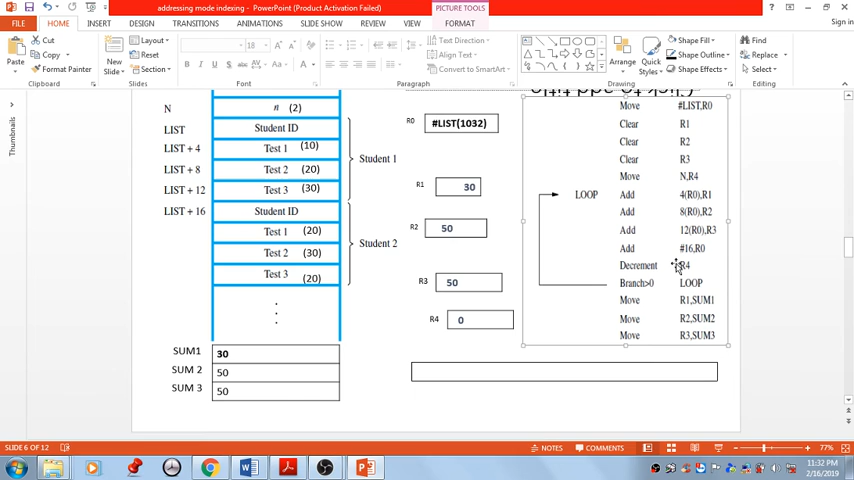 addressing mode indexing - PowerPoint (Product Activation Failed)
PICTURE TOOLS
FILE
HOME
INSERT
DESIGN
TRANSITIONS
ANIMATIONS
SLIDE SHOW
REVIEW
VIEW
FORMAT
Sign in
Paste
Cut
Copy
Format Painter
Clipboard
New Slide
Layout
Reset
Section
Slides
18
B I U S
Font
Paragraph
Text Direction
Align Text
Convert to SmartArt
Arrange
Quick Styles
Shape Fill
Shape Outline
Shape Effects
Drawing
Find
Replace
Select
Editing
Thumbnails
Click to add title
N n (2)
LIST Student ID
LIST + 4 Test 1 (10)
LIST + 8 Test 2 (20)
LIST + 12 Test 3 (30)
Student 1
LIST + 16 Student ID
Test 1 (20)
Test 2 (30)
Test 3 (20)
Student 2
SUM1 30
SUM 2 50
SUM 3 50
R0 #LIST(1032)
R1 30
R2 50
R3 50
R4 0
Move #LIST,R0
Clear R1
Clear R2
Clear R3
Move N,R4
LOOP Add 4(R0),R1
Add 8(R0),R2
Add 12(R0),R3
Add #16,R0
Decrement R4
Branch>0 LOOP
Move R1,SUM1
Move R2,SUM2
Move R3,SUM3
SLIDE 6 OF 12
NOTES
COMMENTS
77%
11:32 PM
2/16/2019